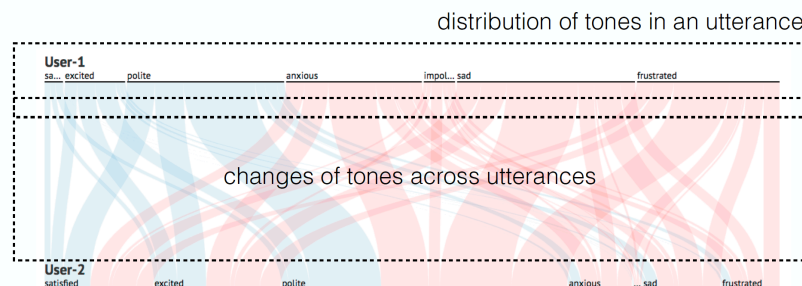 distribution of tones in an utterance
User-1
sa... excited polite anxious impol... sad frustrated
changes of tones across utterances
User-2
satisfied excited polite anxious ... sad frustrated